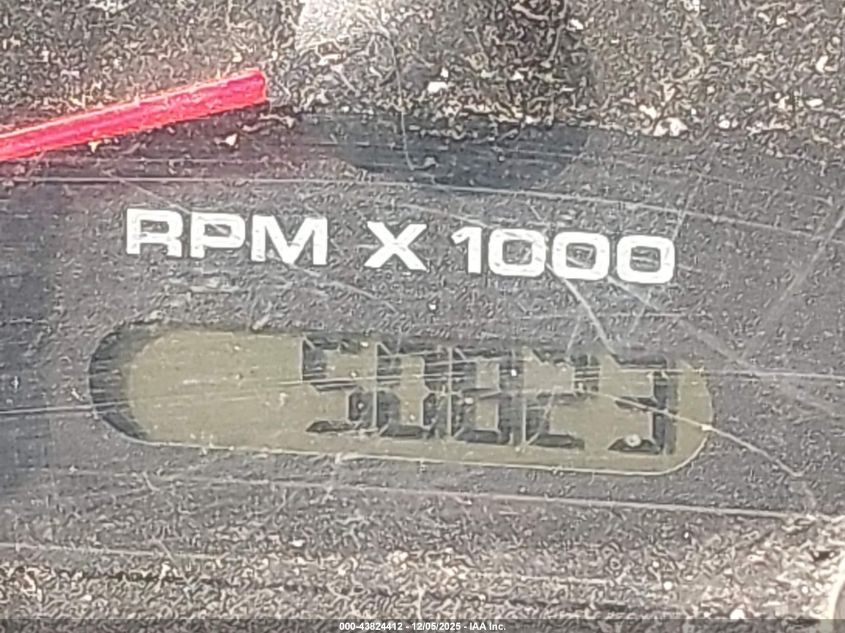 RPM X 1000
000-43824412 - 12/05/2025 - IAA Inc.